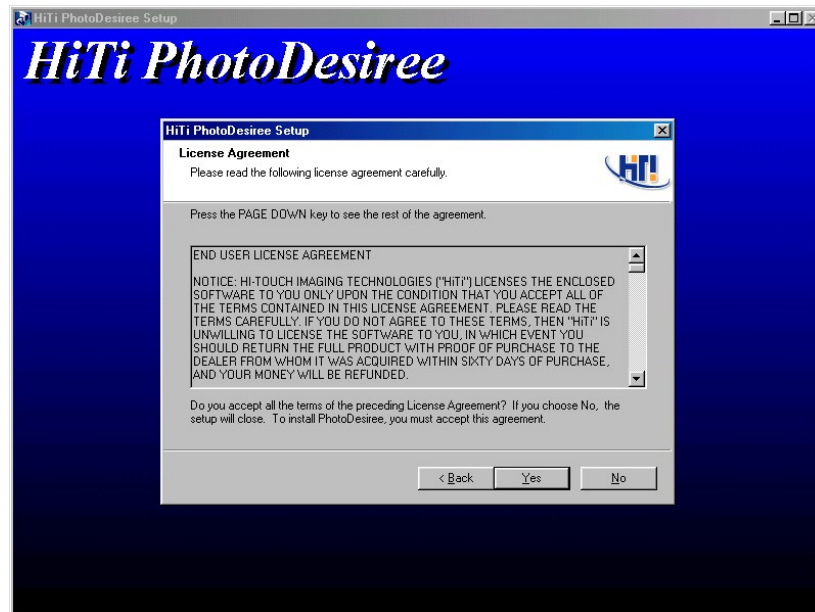 HiTi PhotoDesiree Setup
HiTi PhotoDesiree
HiTi PhotoDesiree Setup
License Agreement
Please read the following license agreement carefully.
HiTi!
Press the PAGE DOWN key to see the rest of the agreement.
END USER LICENSE AGREEMENT
NOTICE: HI-TOUCH IMAGING TECHNOLOGIES ("HiTi") LICENSES THE ENCLOSED
SOFTWARE TO YOU ONLY UPON THE CONDITION THAT YOU ACCEPT ALL OF
THE TERMS CONTAINED IN THIS LICENSE AGREEMENT. PLEASE READ THE
TERMS CAREFULLY. IF YOU DO NOT AGREE TO THESE TERMS, THEN "HiTi" IS
UNWILLING TO LICENSE THE SOFTWARE TO YOU, IN WHICH EVENT YOU
SHOULD RETURN THE FULL PRODUCT WITH PROOF OF PURCHASE TO THE
DEALER FROM WHOM IT WAS ACQUIRED WITHIN SIXTY DAYS OF PURCHASE,
AND YOUR MONEY WILL BE REFUNDED.
Do you accept all the terms of the preceding License Agreement? If you choose No, the
setup will close. To install PhotoDesiree, you must accept this agreement.
< Back Yes No